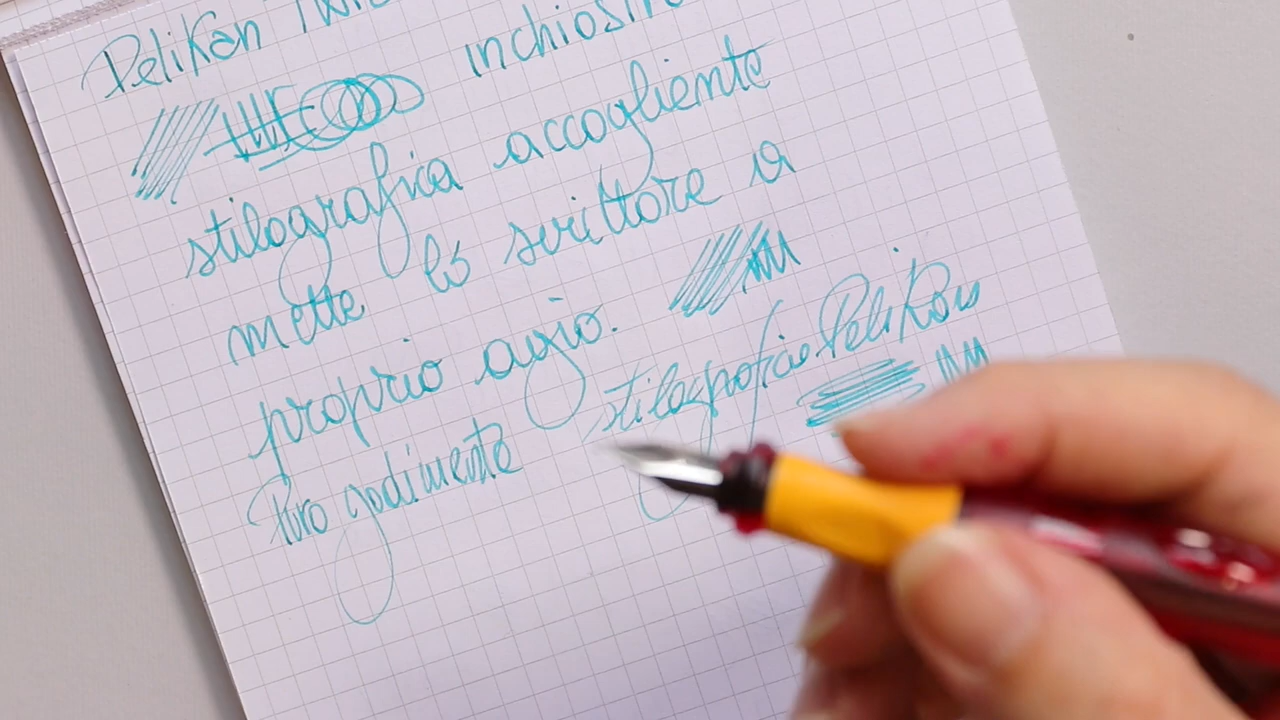 Pelikan
inchiostro
stilografica accogliente
mette lo scrittore a
proprio agio.
Puro godimento stilografica Pelikan